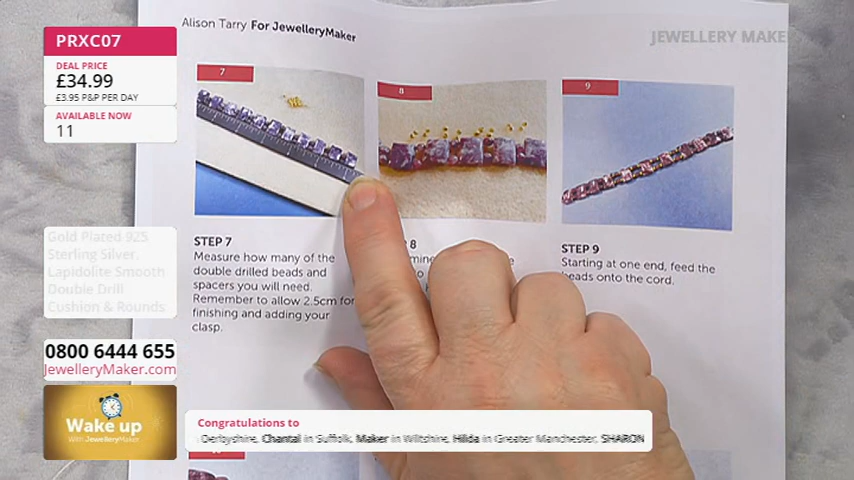 Alison Tarry For JewelleryMaker
JEWELLERY MAKE
PRXC07
DEAL PRICE
£34.99
£3.95 P&P PER DAY
AVAILABLE NOW
11
7
8
9
Gold Plated 925
Sterling Silver,
Lapidolite Smooth
Double Drill
Cushion & Rounds
STEP 7
Measure how many of the
double drilled beads and
spacers you will need.
Remember to allow 2.5cm for
finishing and adding your
clasp.
8
STEP 9
Starting at one end, feed the
beads onto the cord.
0800 6444 655
JewelleryMaker.com
Wake up
With JewelleryMaker
Congratulations to
Derbyshire, Chantal in Suffolk, Maker in Wiltshire, Hilda in Greater Manchester, SHARON